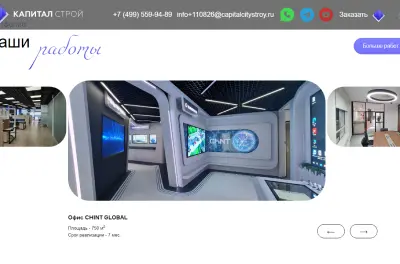 КАПИТАЛ СТРОЙ
+7 (499) 559-94-89 info+110826@capitalcitystroy.ru Заказать
аши
работы
Больше работ
CHINT
Офис CHINT GLOBAL
Площадь - 750 м²
Срок реализации - 7 мес.